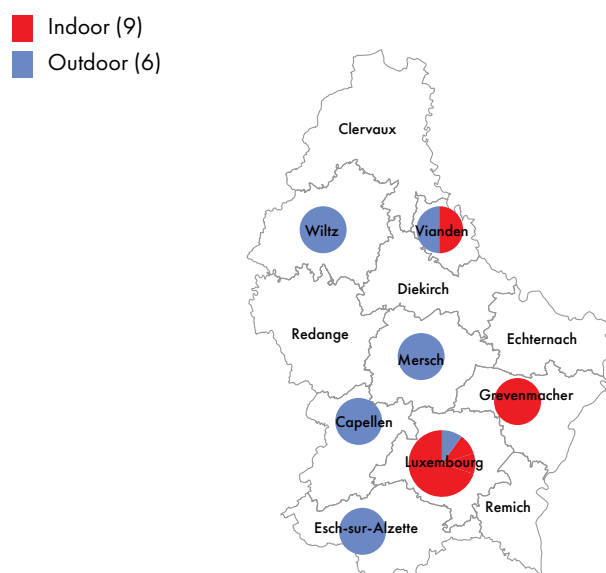 Indoor (9)
Outdoor (6)
Clervaux
Wiltz
Vianden
Diekirch
Redange
Echternach
Mersch
Grevenmacher
Capellen
Luxembourg
Remich
Esch-sur-Alzette